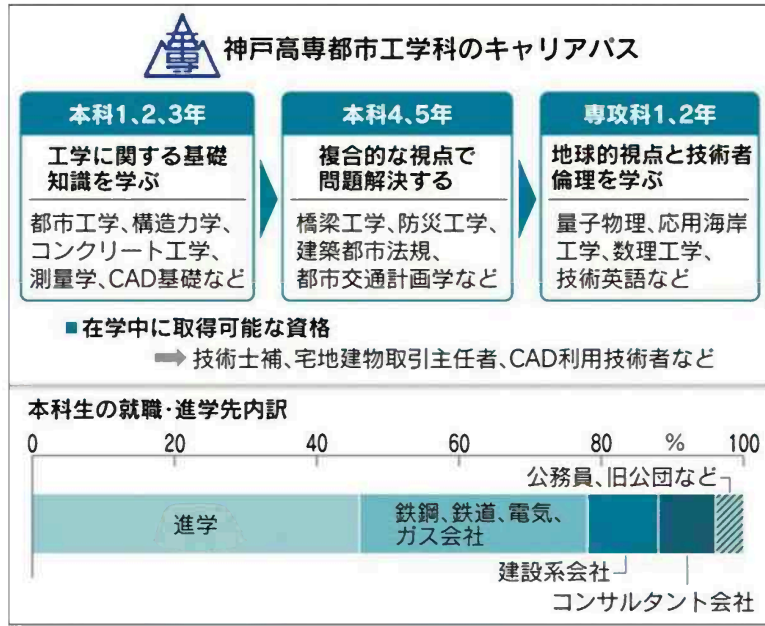 神戸高専都市工学科のキャリアパス
本科1、2、3年
工学に関する基礎
知識を学ぶ
都市工学、構造力学、
コンクリート工学、
測量学、CAD基礎など
本科4、5年
複合的な視点で
問題解決する
橋梁工学、防災工学、
建築都市法規、
都市交通計画学など
専攻科1、2年
地球的視点と技術者
倫理を学ぶ
量子物理、応用海岸
工学、数理工学、
技術英語など
■在学中に取得可能な資格
➡技術士補、宅地建物取引主任者、CAD利用技術者など
本科生の就職・進学先内訳
0 20 40 60 80 % 100
公務員、旧公団など
進学
鉄鋼、鉄道、電気、
ガス会社
建設系会社
コンサルタント会社